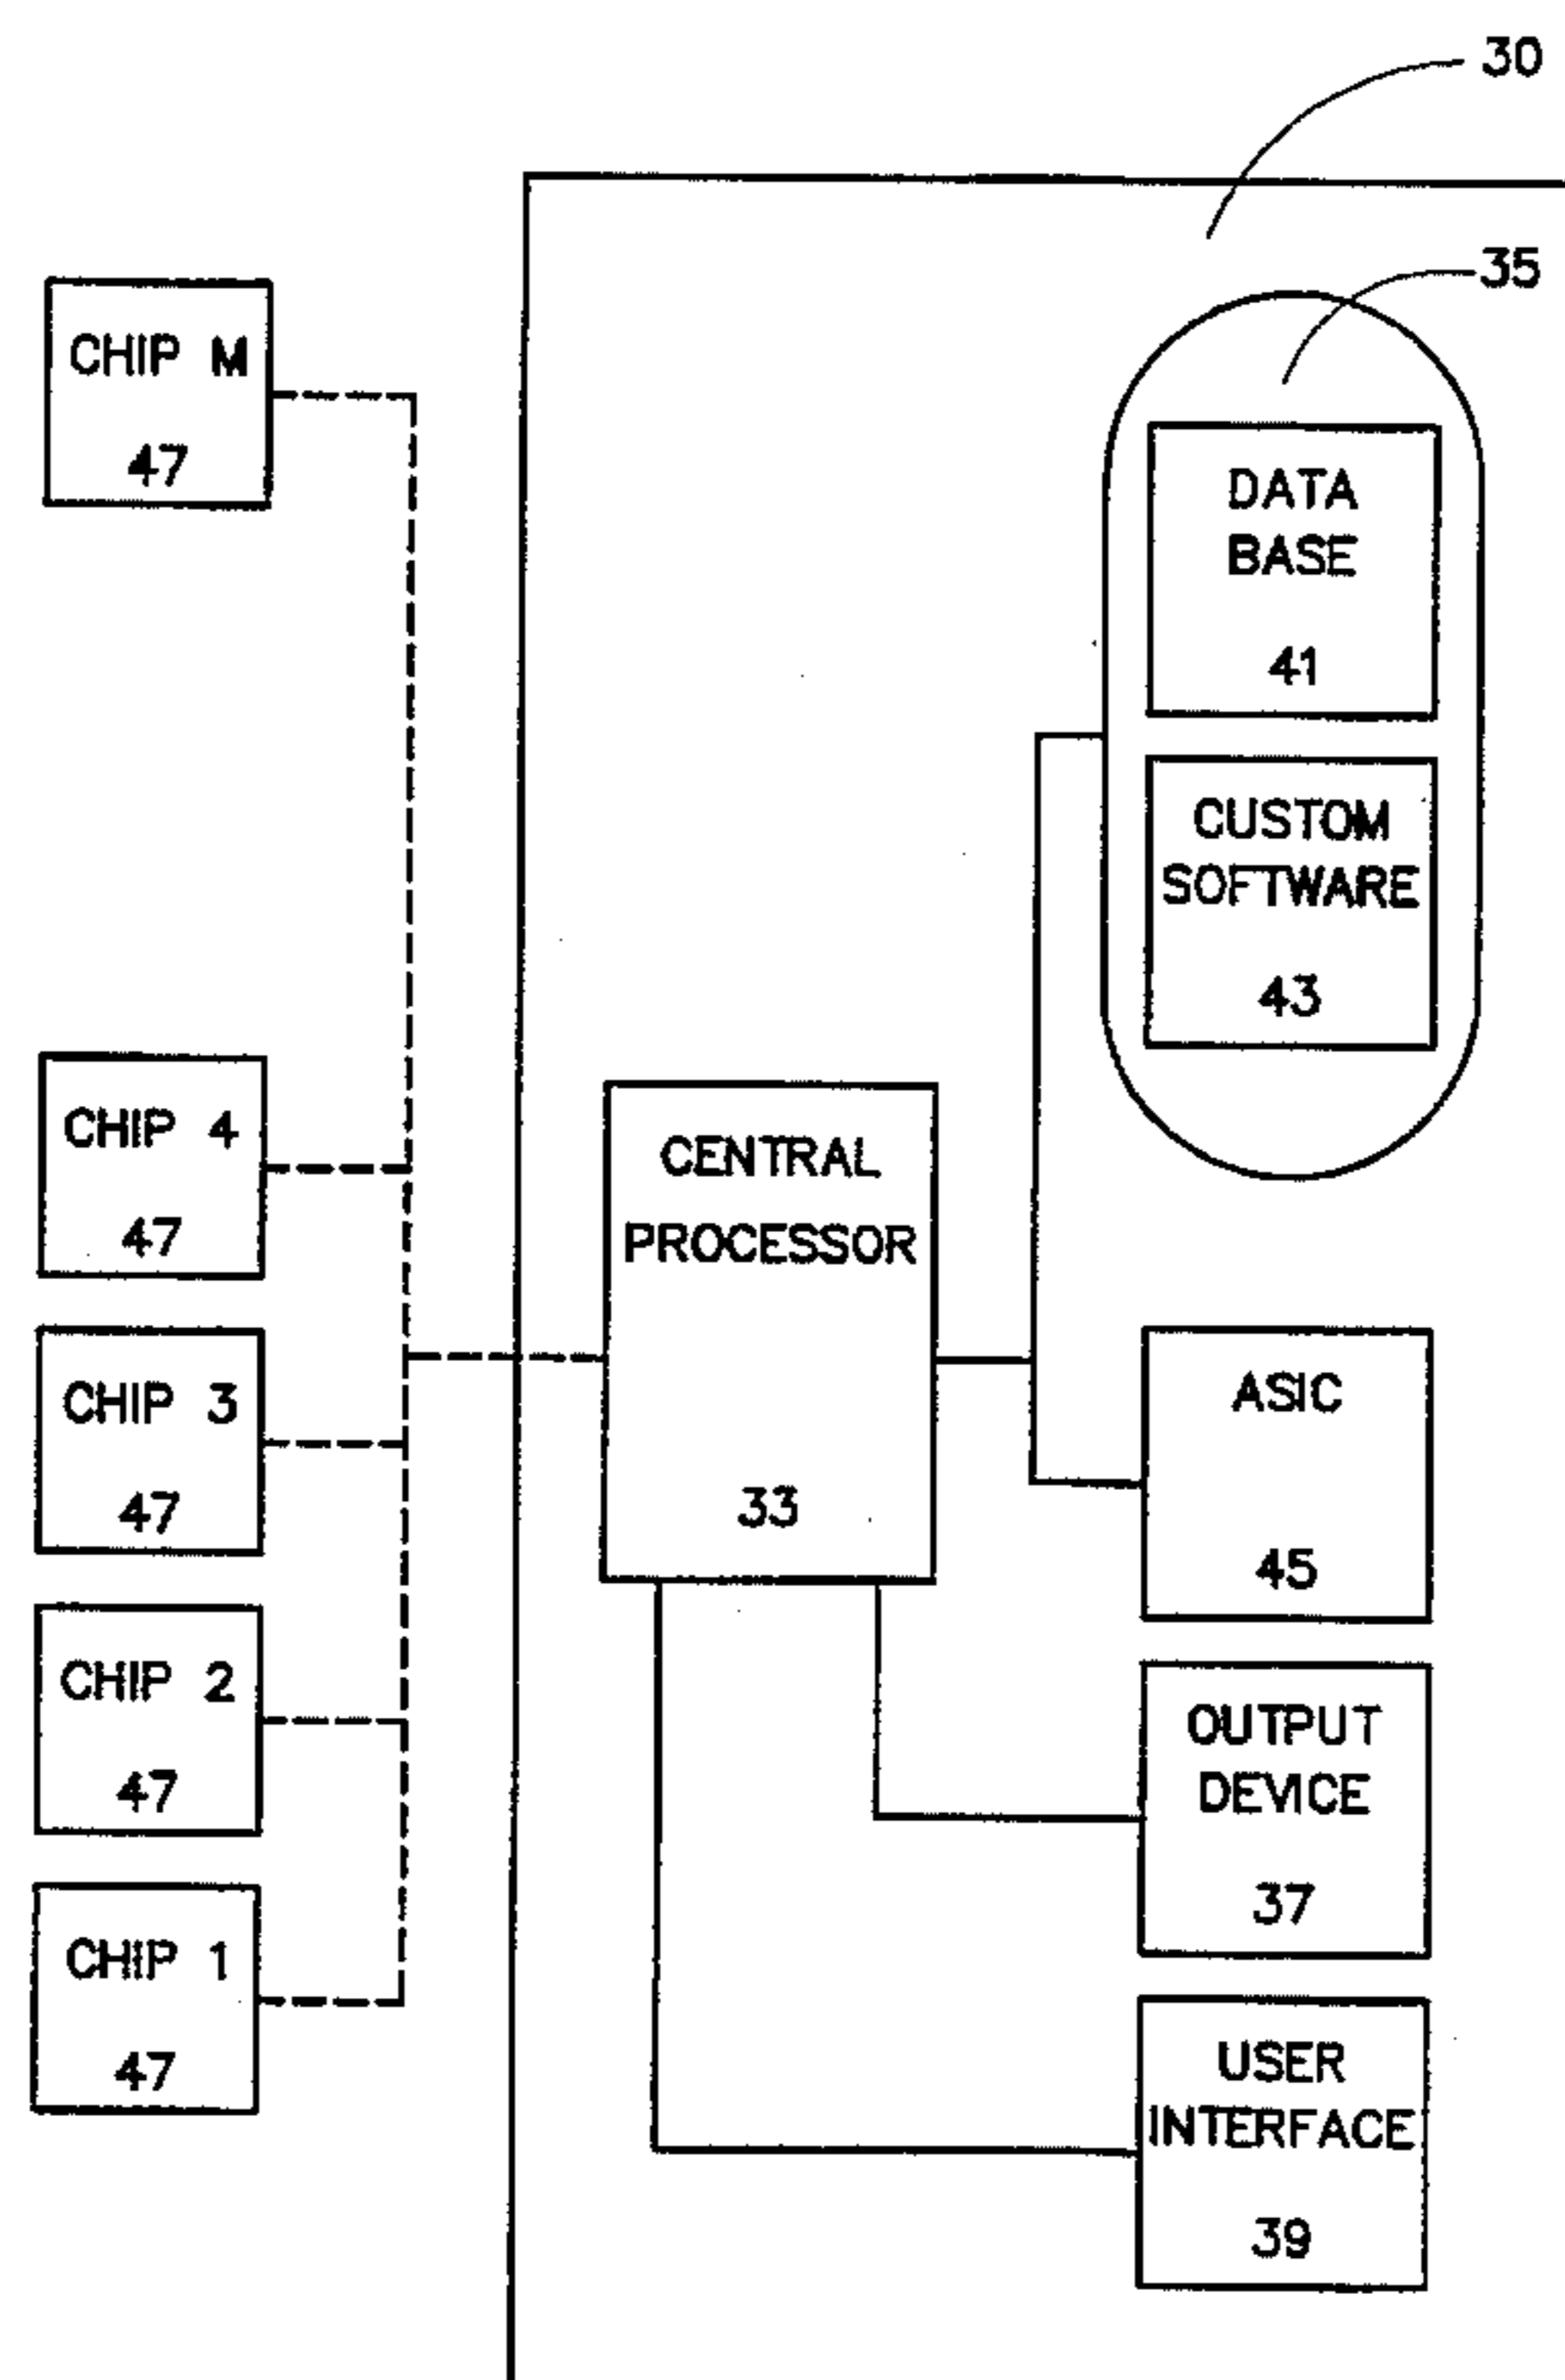 30
35
CHIP M
47
DATA
BASE
41
CUSTOM
SOFTWARE
43
CHIP 4
47
CENTRAL
PROCESSOR
33
CHIP 3
47
ASIC
45
CHIP 2
47
OUTPUT
DEVICE
37
CHIP 1
47
USER
INTERFACE
39